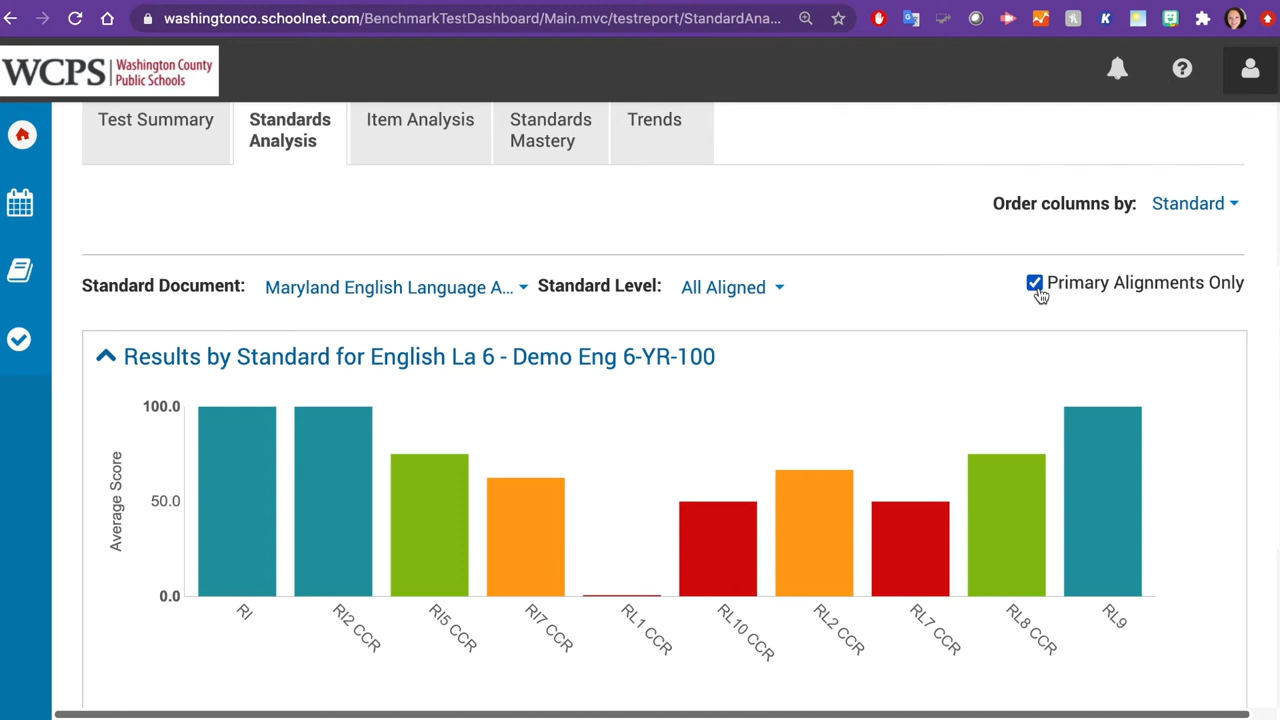 washingtonco.schoolnet.com/BenchmarkTestDashboard/Main.mvc/testreport/StandardAna...
WCPS
Washington County
Public Schools
Test Summary
Standards
Analysis
Item Analysis
Standards
Mastery
Trends
Order columns by: Standard
Standard Document: Maryland English Language A... Standard Level: All Aligned
Primary Alignments Only
Results by Standard for English La 6 - Demo Eng 6-YR-100
Average Score
100.0
50.0
0.0
RI
RI2 CCR
RI5 CCR
RI7 CCR
RL1 CCR
RL10 CCR
RL2 CCR
RL7 CCR
RL8 CCR
RL9